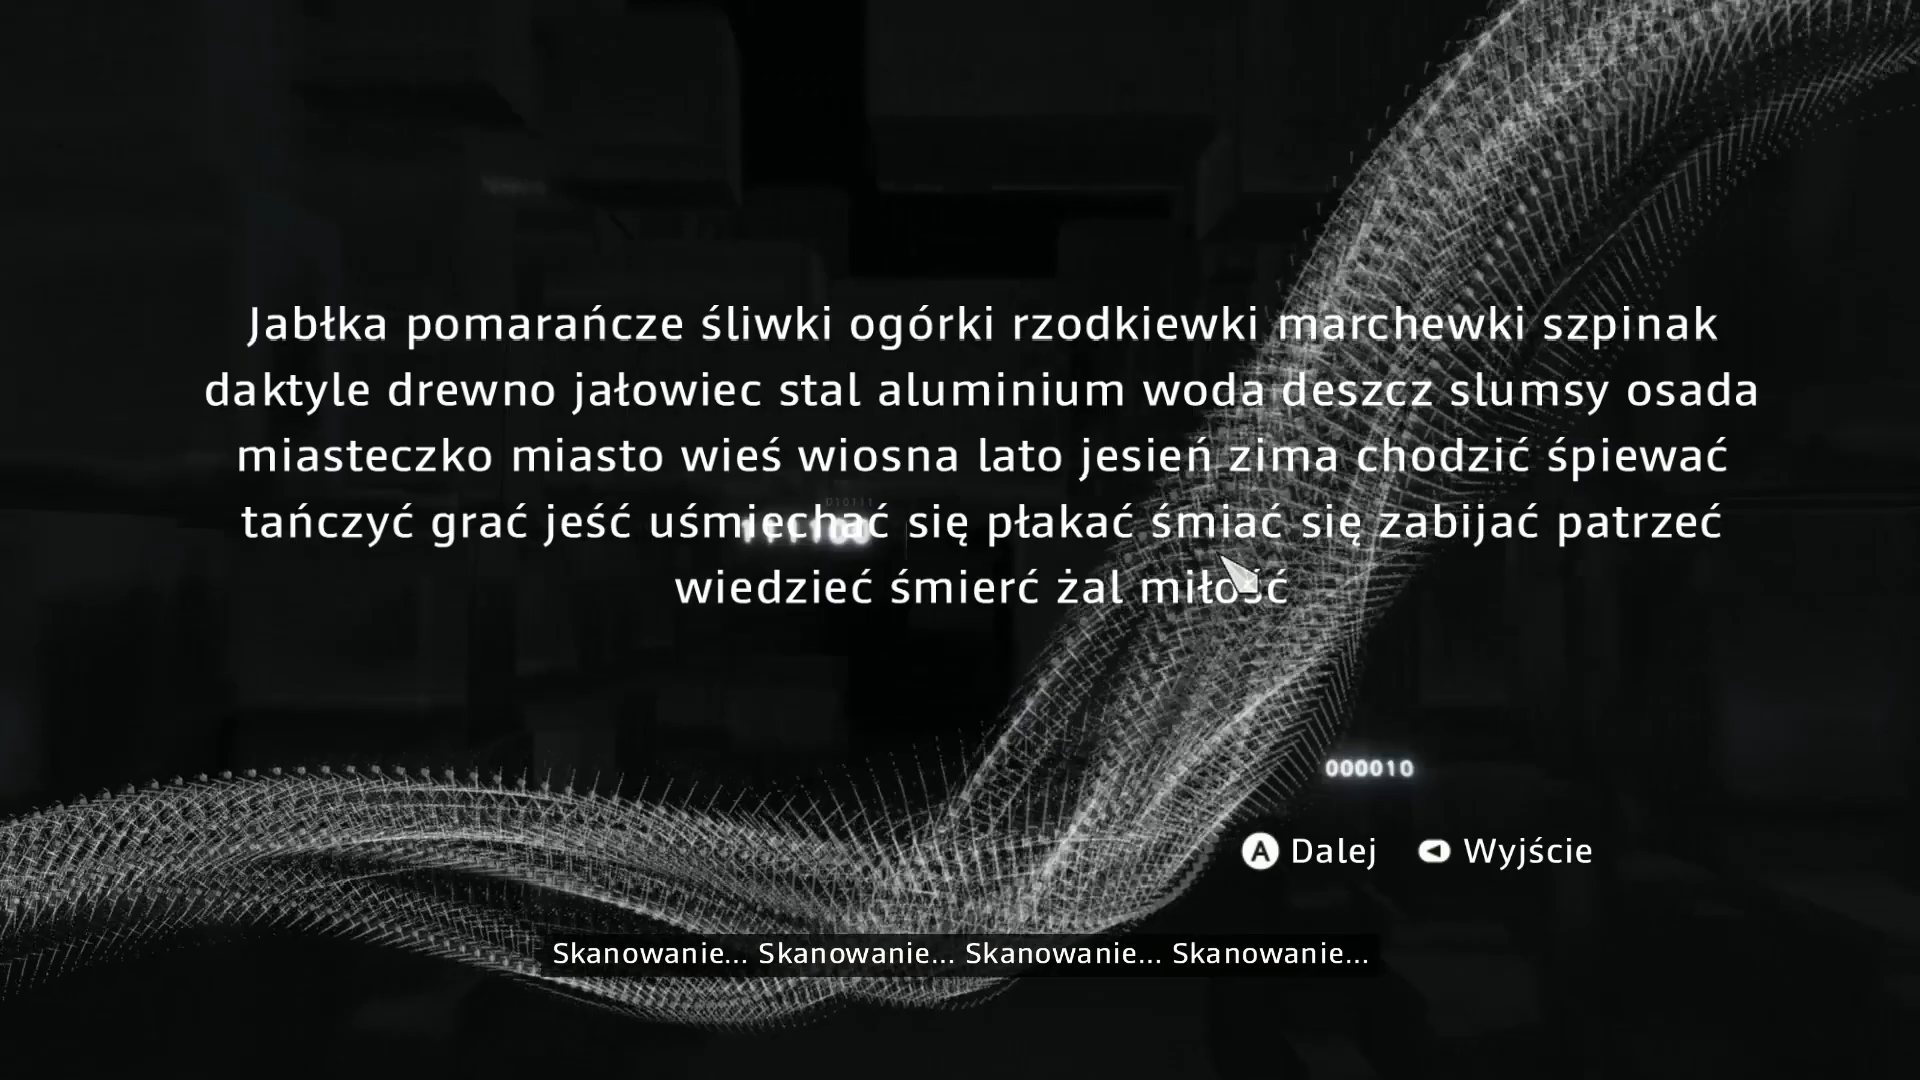 Jabłka pomarańcze śliwki ogórki rzodkiewki marchewki szpinak
daktyle drewno jałowiec stal aluminium woda deszcz slumsy osada
miasteczko miasto wieś wiosna lato jesień zima chodzić śpiewać
010111
tańczyć grać jeść uśmiechać się płakać śmiać się zabijać patrzeć
wiedzieć śmierć żal miłość
000010
A Dalej Wyjście
Skanowanie... Skanowanie... Skanowanie... Skanowanie...